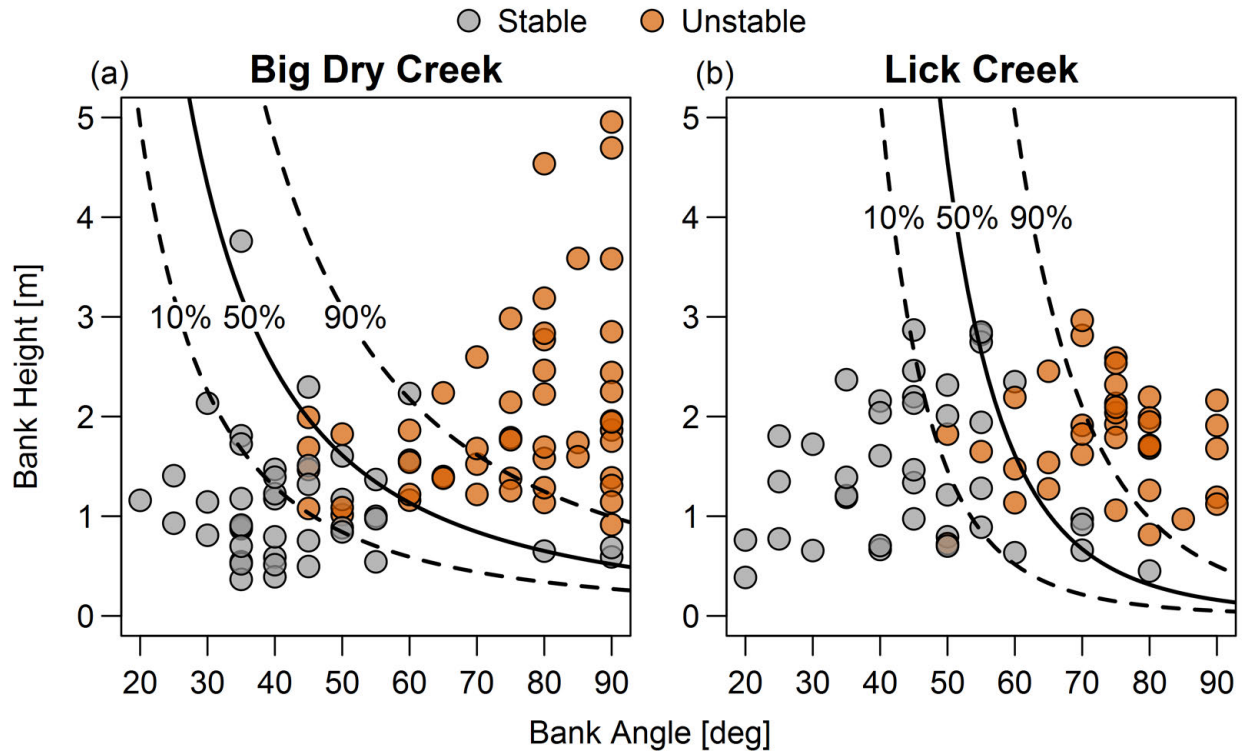 Stable Unstable
(a) Big Dry Creek
(b) Lick Creek
Bank Height [m]
5
4
3
2
1
0
10% 50% 90%
20 30 40 50 60 70 80 90
5
4
3
2
1
0
10% 50% 90%
20 30 40 50 60 70 80 90
Bank Angle [deg]